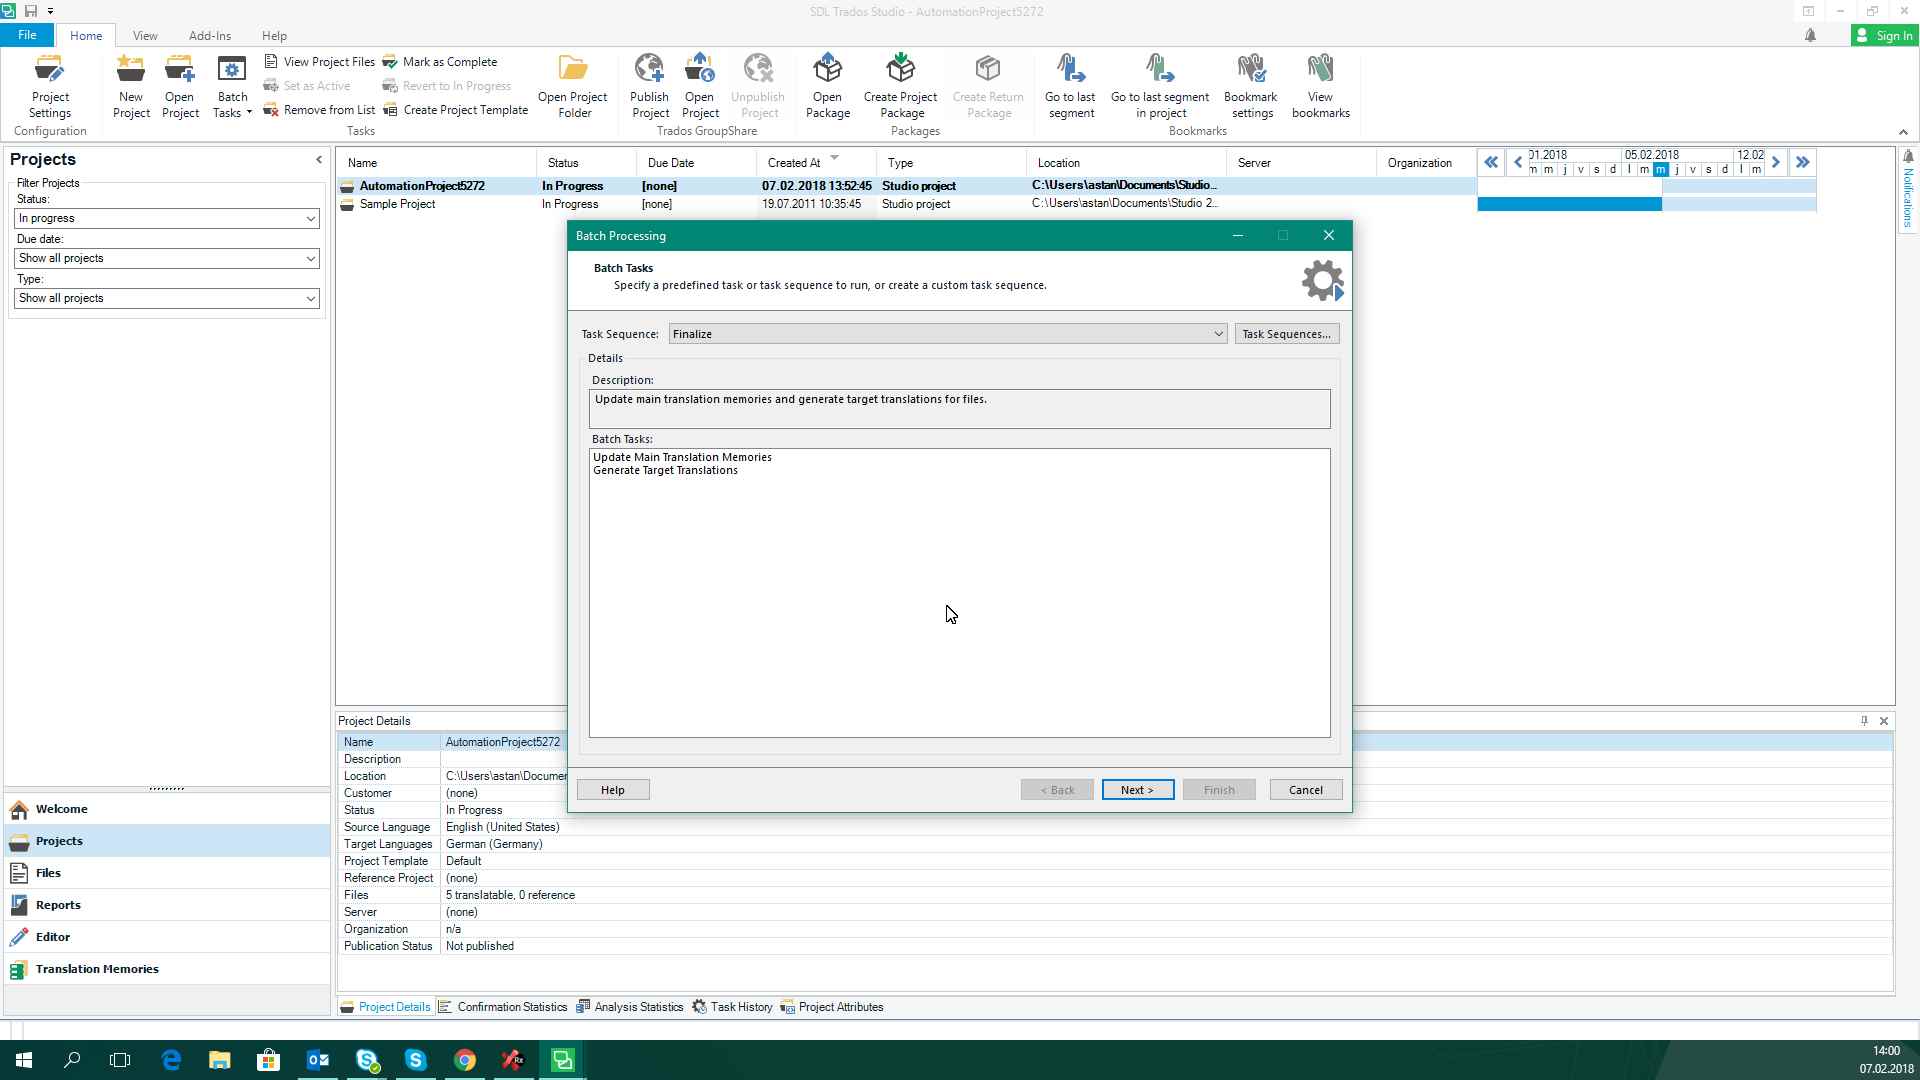 SDL Trados Studio - AutomationProject5272
File
Home
View
Add-Ins
Help
Sign In
Project Settings
Configuration
New Project
Open Project
Batch Tasks
View Project Files
Set as Active
Remove from List
Mark as Complete
Revert to In Progress
Create Project Template
Tasks
Open Project Folder
Publish Project
Open Project
Unpublish Project
Trados GroupShare
Open Package
Create Project Package
Create Return Package
Packages
Go to last segment
Go to last segment in project
Bookmark settings
View bookmarks
Bookmarks
Projects
Filter Projects
Status:
In progress
Due date:
Show all projects
Type:
Show all projects
Name Status Due Date Created At Type Location Server Organization
01.2018 05.02.2018 12.02
m m j v s d l m m j v s d l m
AutomationProject5272 In Progress [none] 07.02.2018 13:52:45 Studio project C:\Users\astan\Documents\Studio...
Sample Project In Progress [none] 19.07.2011 10:35:45 Studio project C:\Users\astan\Documents\Studio 2...
Notifications
Batch Processing
Batch Tasks
Specify a predefined task or task sequence to run, or create a custom task sequence.
Task Sequence: Finalize Task Sequences...
Details
Description:
Update main translation memories and generate target translations for files.
Batch Tasks:
Update Main Translation Memories
Generate Target Translations
Help
< Back
Next >
Finish
Cancel
Project Details
Name AutomationProject5272
Description
Location C:\Users\astan\Documen
Customer (none)
Status In Progress
Source Language English (United States)
Target Languages German (Germany)
Project Template Default
Reference Project (none)
Files 5 translatable, 0 reference
Server (none)
Organization n/a
Publication Status Not published
Project Details
Confirmation Statistics
Analysis Statistics
Task History
Project Attributes
Welcome
Projects
Files
Reports
Editor
Translation Memories
14:00
07.02.2018